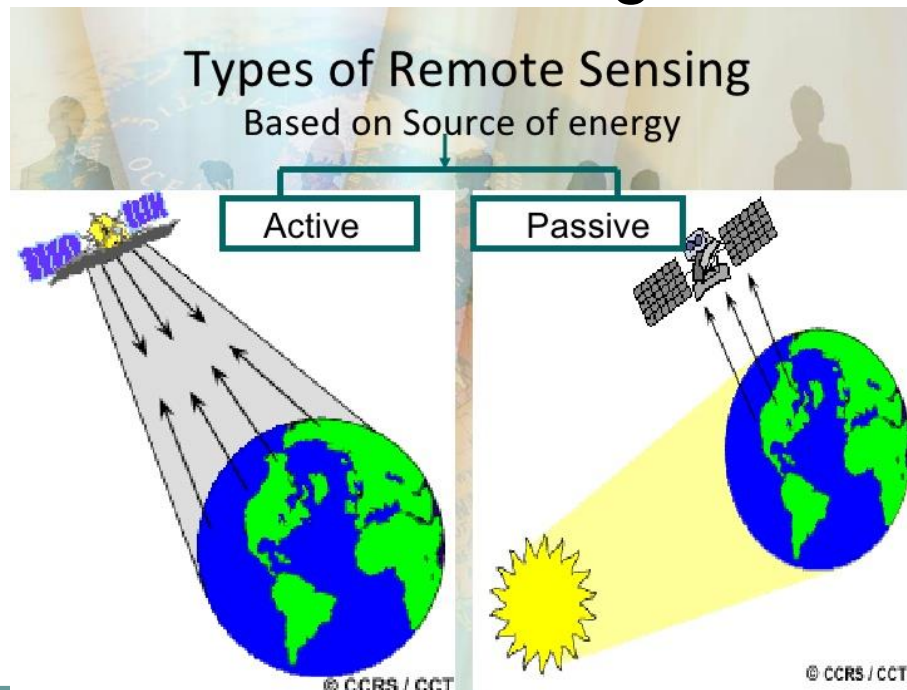 Types of Remote Sensing
Based on Source of energy
Active
Passive
© CCRS / CCT
© CCRS / CCT